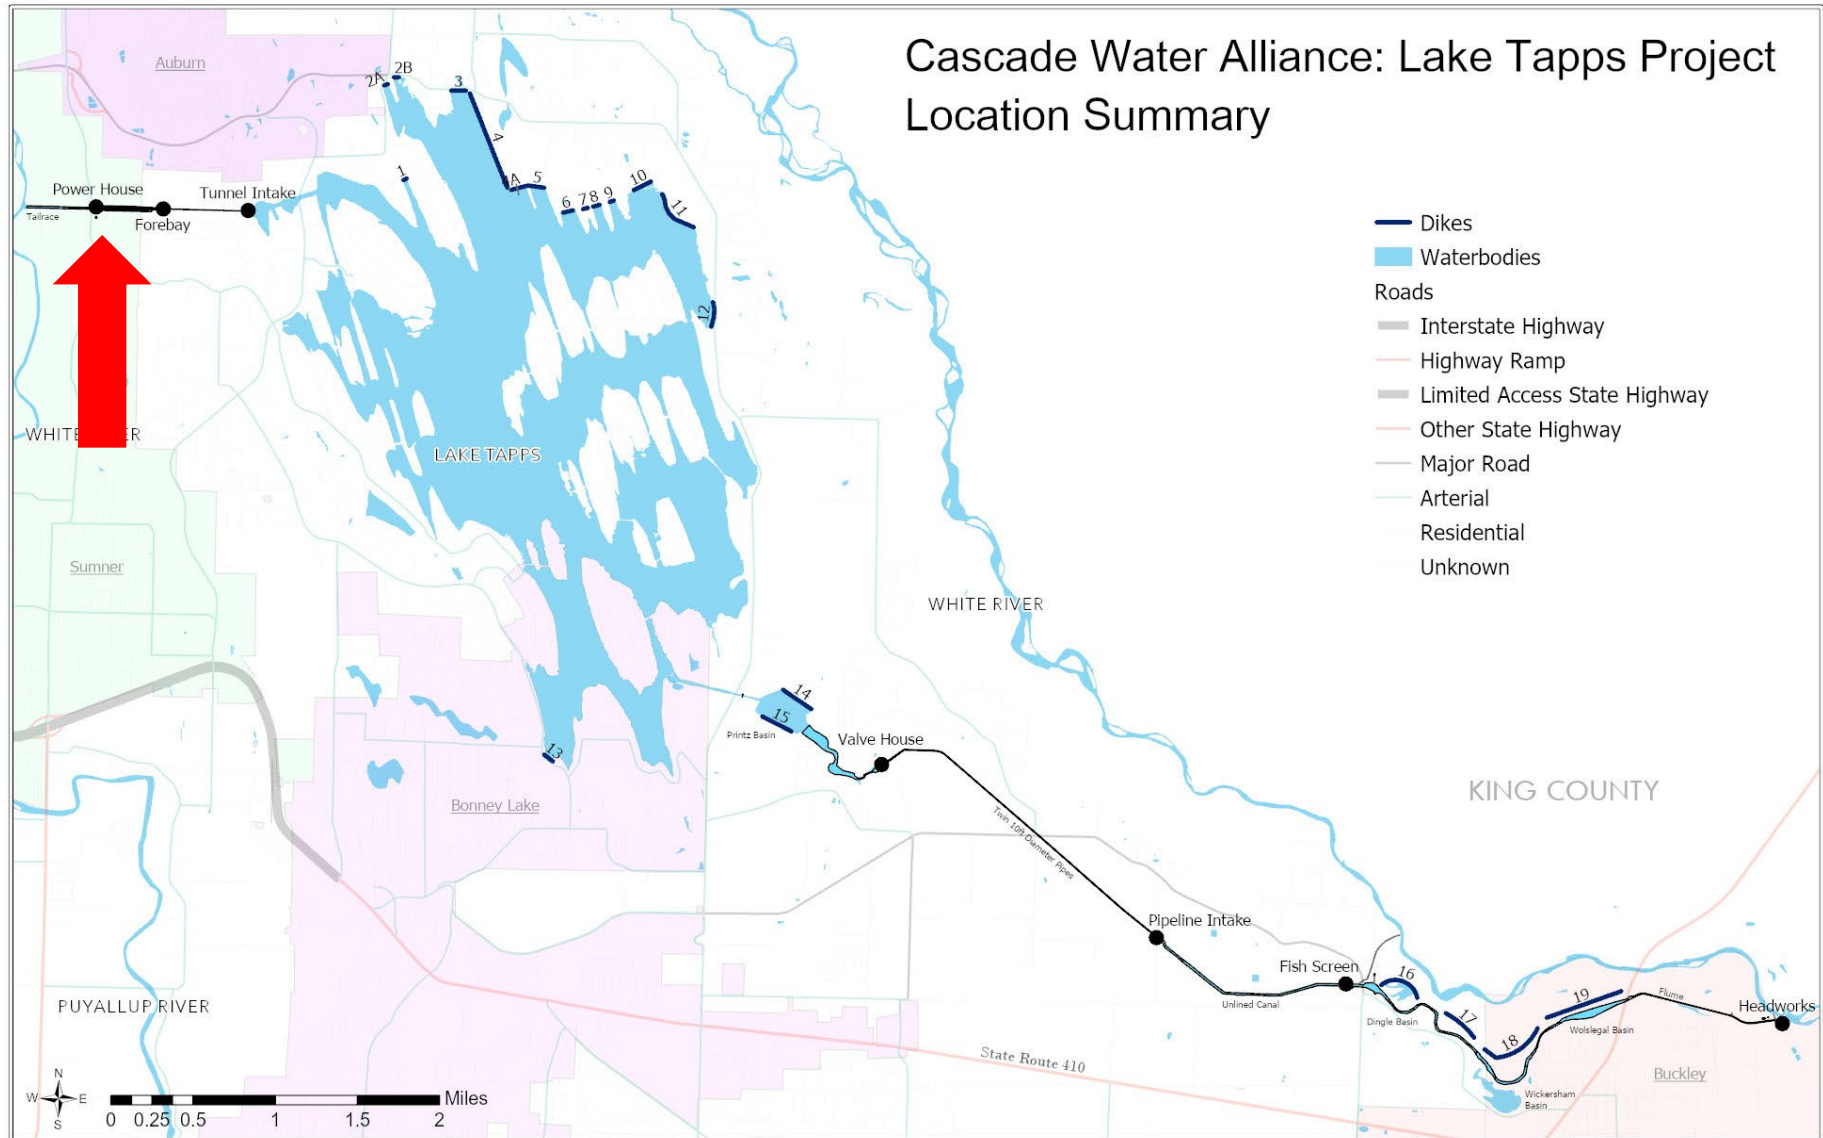 Cascade Water Alliance: Lake Tapps Project
Location Summary
Auburn
2A
2B
3
4
1
4A
5
6
7
8
9
10
11
12
Power House
Tunnel Intake
Tailrace
Forebay
Dikes
Waterbodies
Roads
Interstate Highway
Highway Ramp
Limited Access State Highway
Other State Highway
Major Road
Arterial
Residential
Unknown
LAKE TAPPS
Sumner
WHITE RIVER
14
15
Printz Basin
Valve House
13
Bonney Lake
KING COUNTY
Twin 10ft Diameter Pipes
Pipeline Intake
Fish Screen
Unlined Canal
16
Dingle Basin
17
18
19
Wolslegal Basin
Flume
Headworks
PUYALLUP RIVER
State Route 410
Buckley
Wickersham
Basin
N
W
E
S
0 0.25 0.5 1 1.5 2
Miles